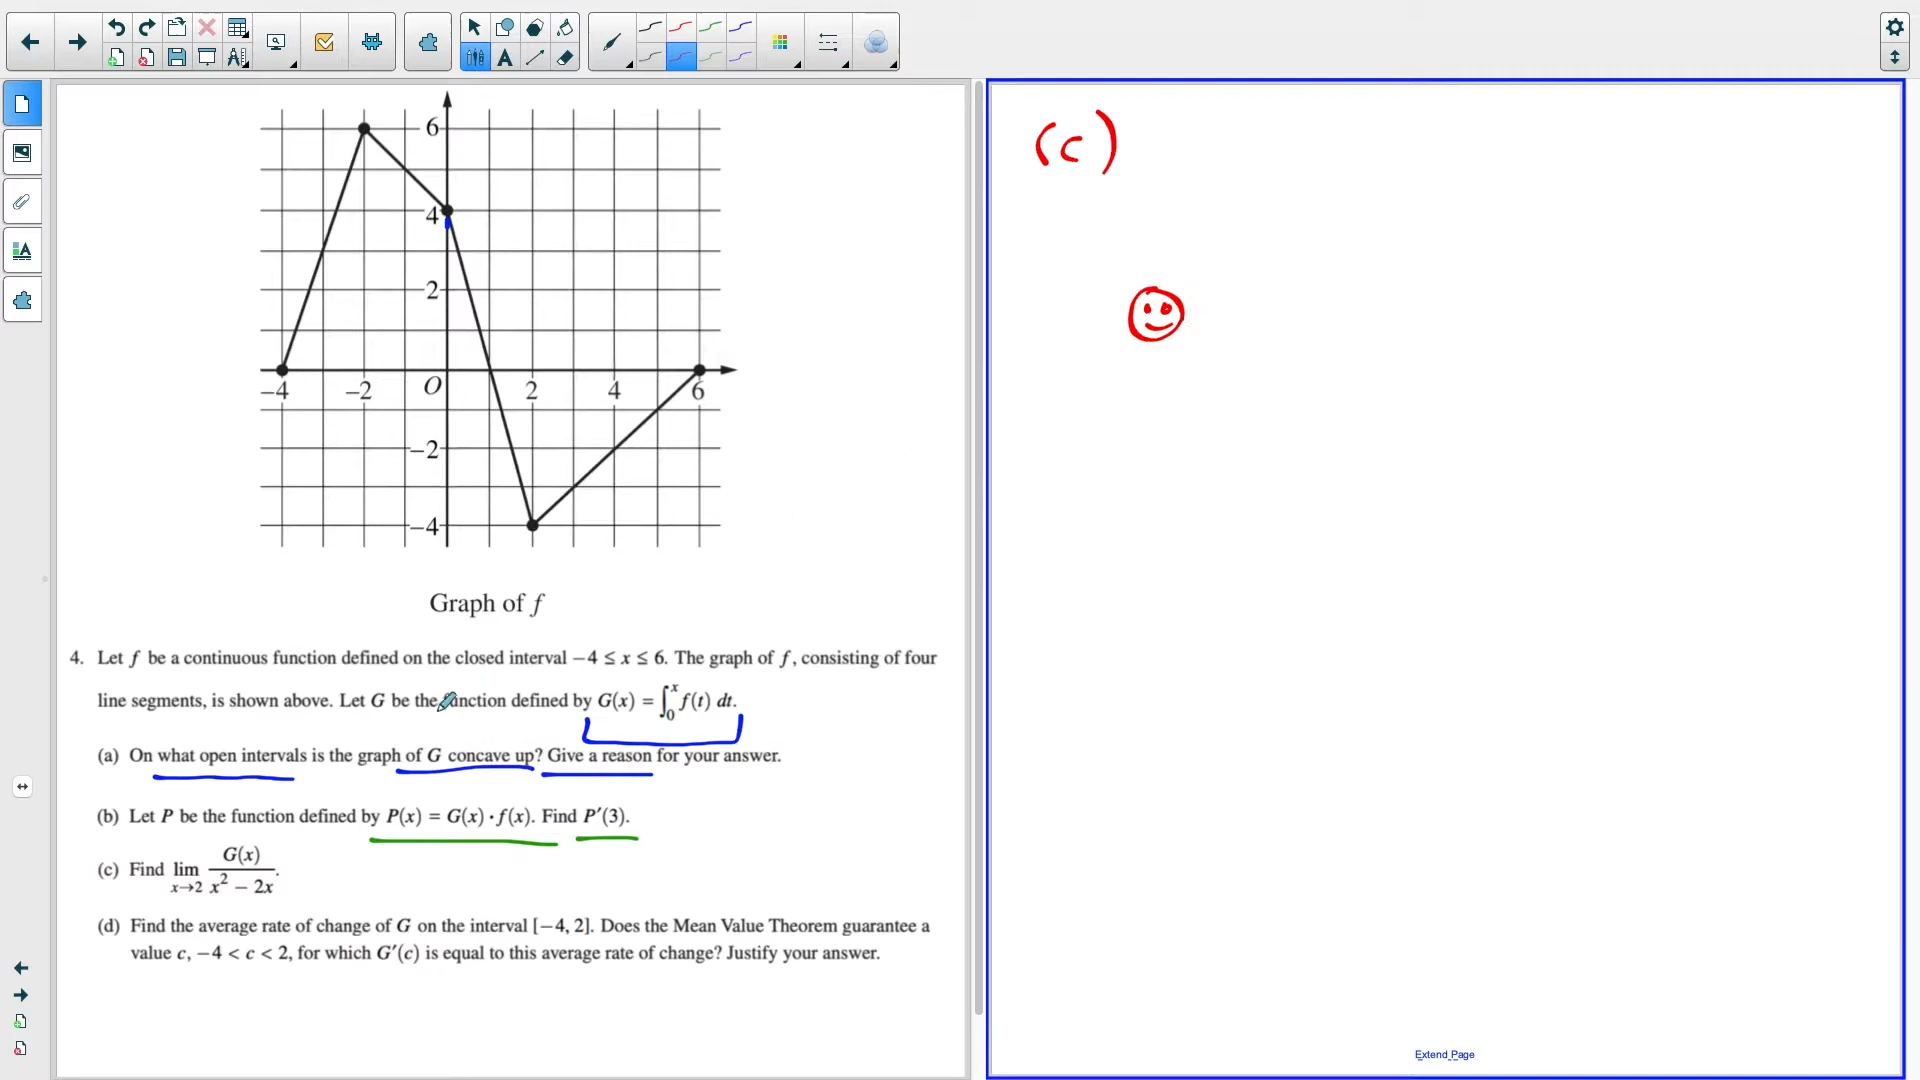 6
4
2
−4 −2 O 2 4 6
−2
−4
Graph of f
4. Let f be a continuous function defined on the closed interval −4 ≤ x ≤ 6. The graph of f, consisting of four
line segments, is shown above. Let G be the function defined by G(x) = ∫₀ˣ f(t) dt.
(a) On what open intervals is the graph of G concave up? Give a reason for your answer.
(b) Let P be the function defined by P(x) = G(x) · f(x). Find P′(3).
(c) Find lim x→2 G(x) / (x² − 2x).
(d) Find the average rate of change of G on the interval [−4, 2]. Does the Mean Value Theorem guarantee a
value c, −4 < c < 2, for which G′(c) is equal to this average rate of change? Justify your answer.
(c)
Extend_Page